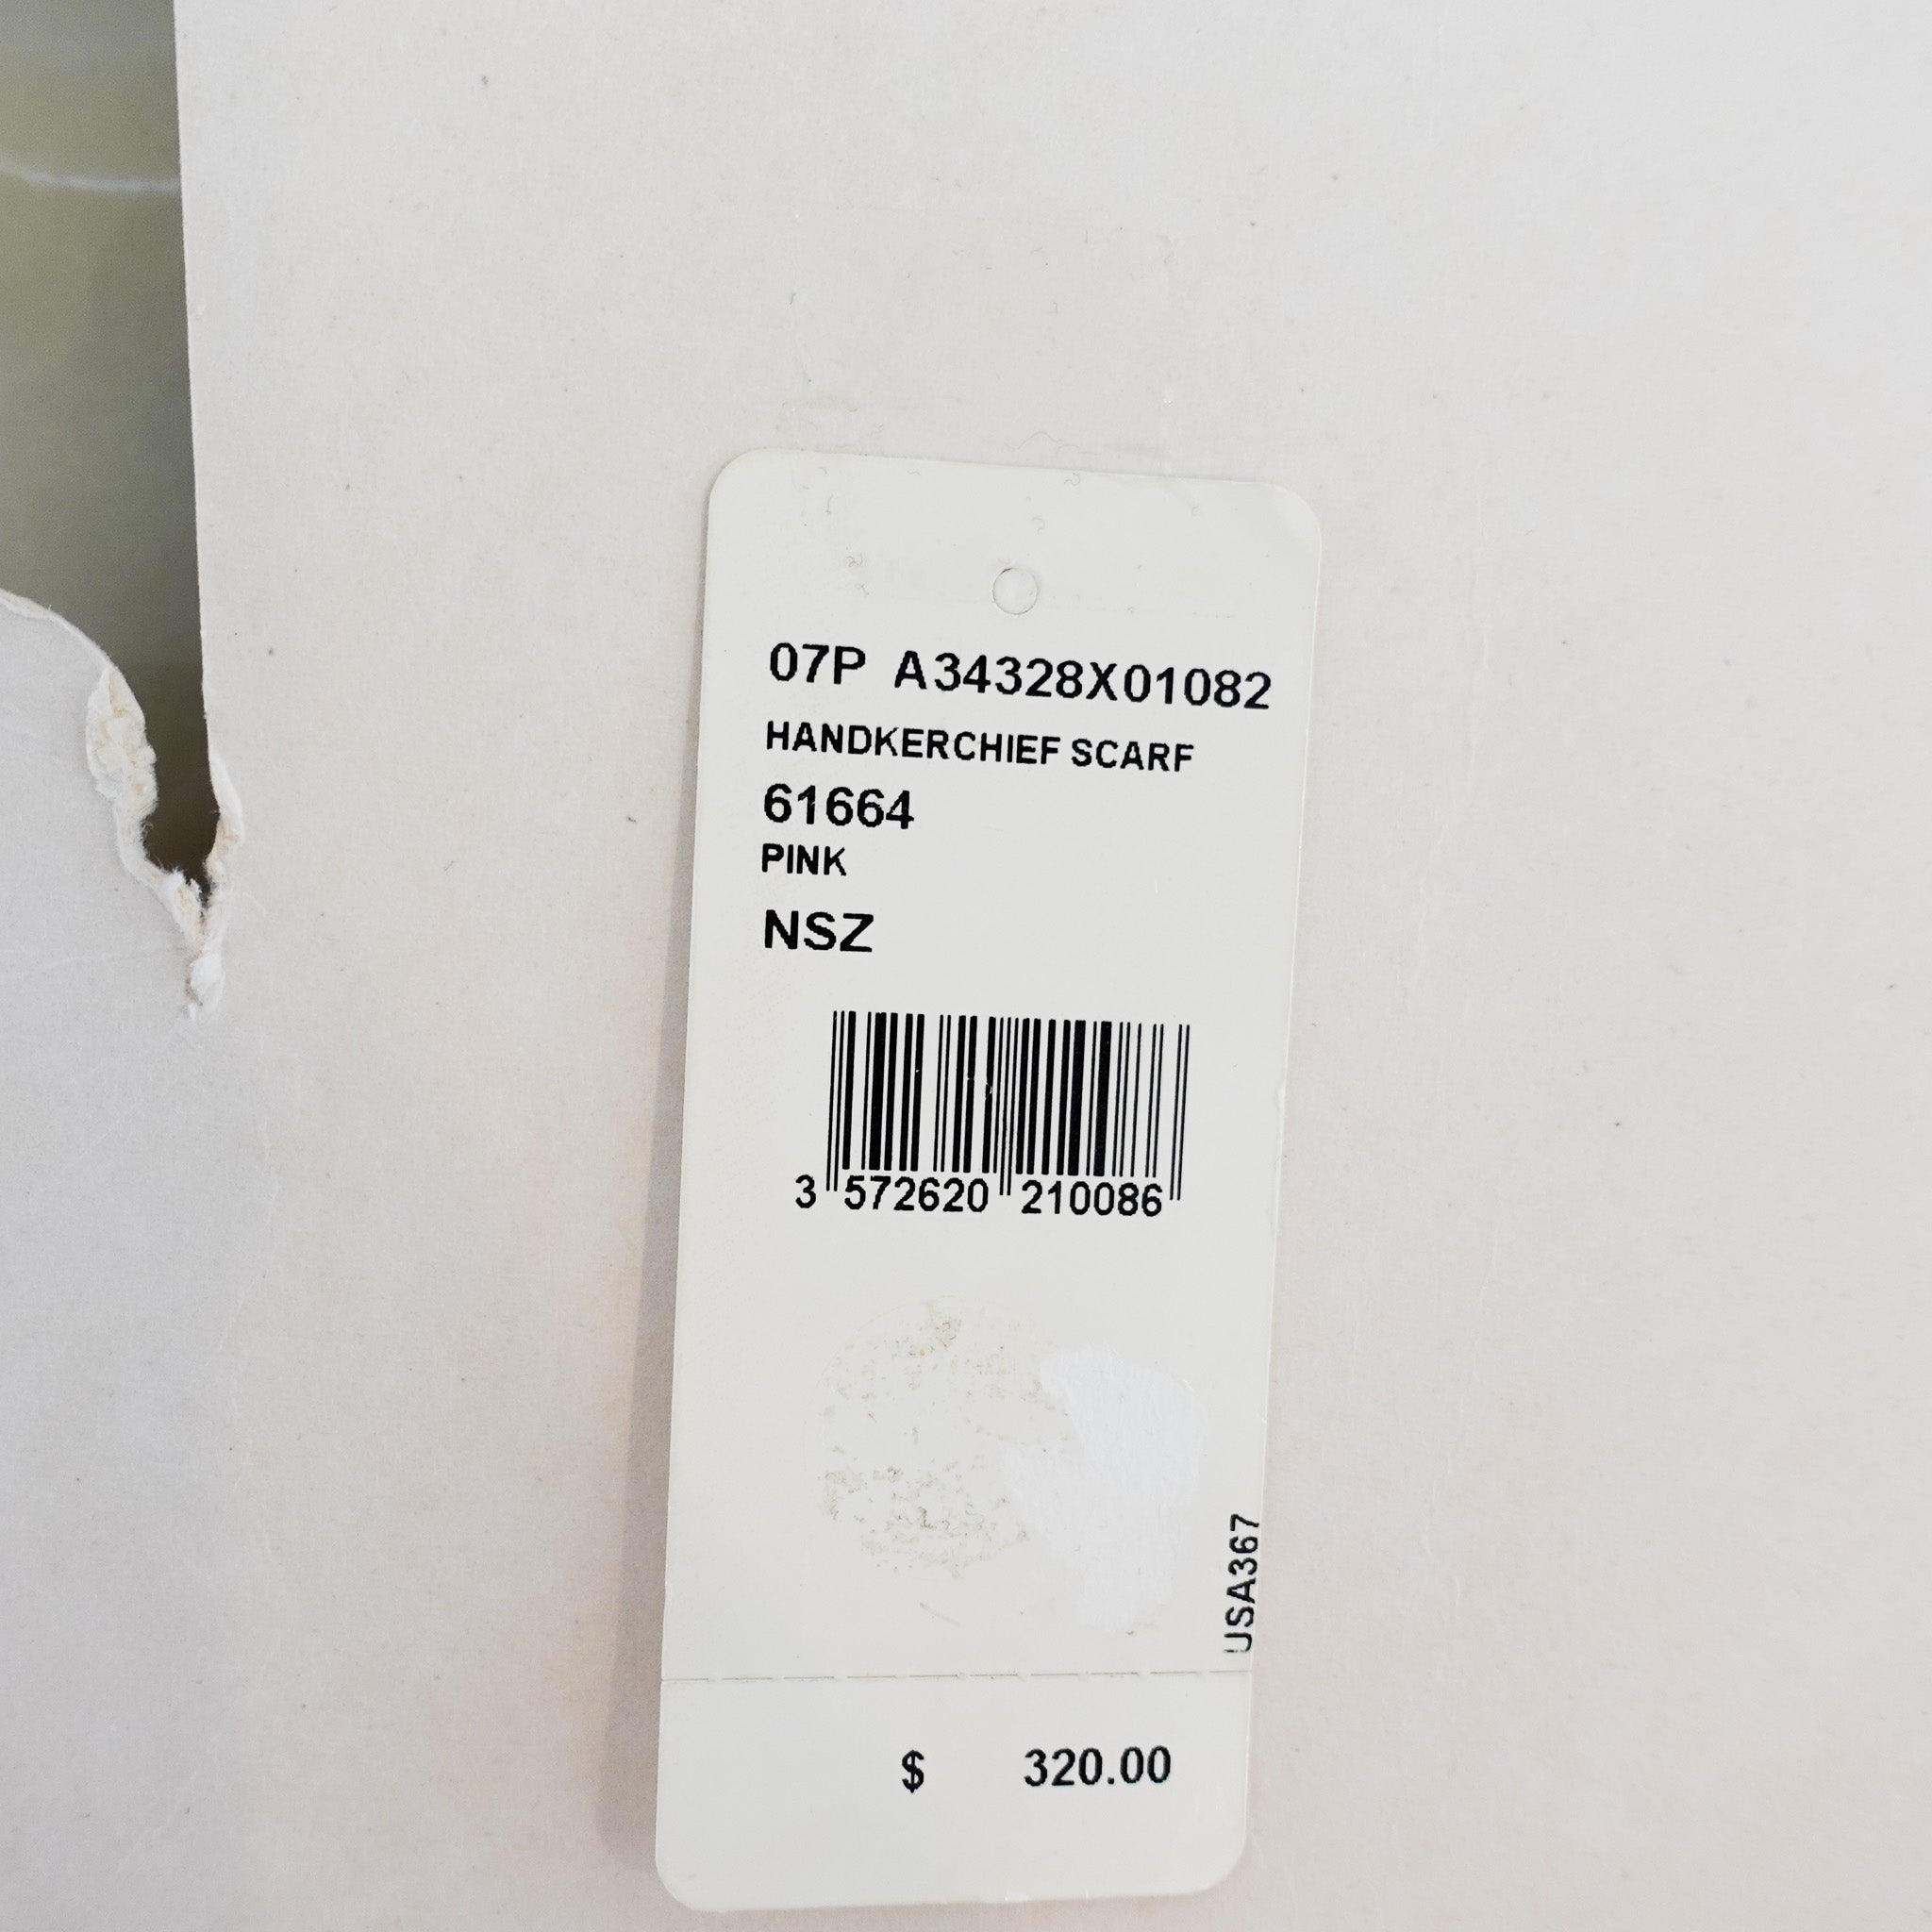 07P A34328X01082
HANDKERCHIEF SCARF
61664
PINK
NSZ
3 572620 210086
USA367
$ 320.00